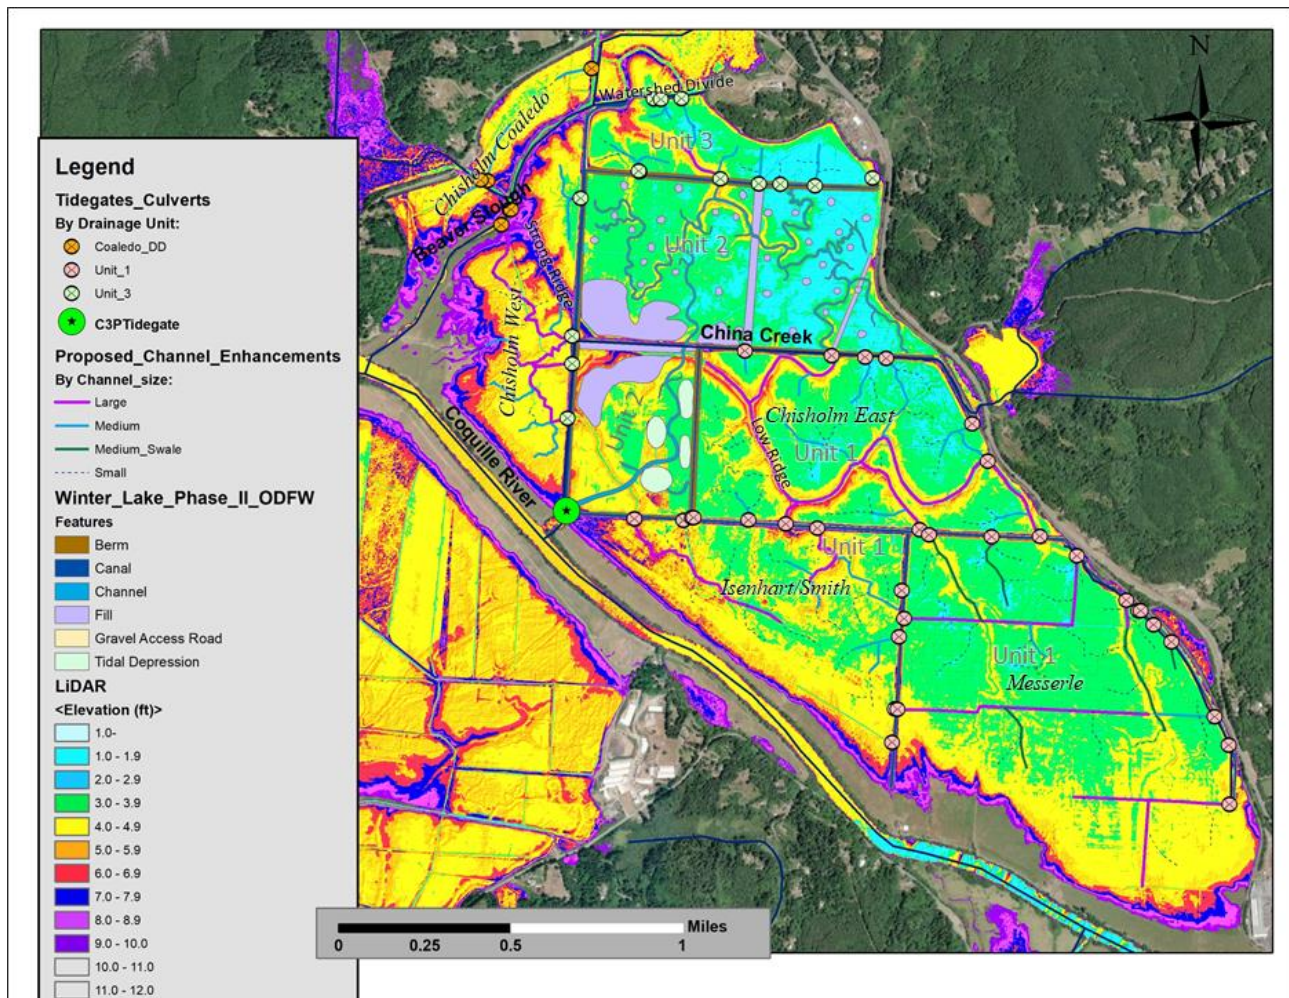 N
Watershed Divide
Chisholm Coaledo
Unit 3
Beaver Slough
Strong Ridge
Unit 2
Chisholm West
China Creek
Unit 2
Chisholm East
Low Ridge
Unit 1
Coquille River
Unit 1
Isenhart/Smith
Unit 1
Messerle
Legend
Tidegates_Culverts
By Drainage Unit:
Coaledo_DD
Unit_1
Unit_3
C3PTidegate
Proposed_Channel_Enhancements
By Channel_size:
Large
Medium
Medium_Swale
Small
Winter_Lake_Phase_II_ODFW
Features
Berm
Canal
Channel
Fill
Gravel Access Road
Tidal Depression
LiDAR
<Elevation (ft)>
1.0-
1.0 - 1.9
2.0 - 2.9
3.0 - 3.9
4.0 - 4.9
5.0 - 5.9
6.0 - 6.9
7.0 - 7.9
8.0 - 8.9
9.0 - 10.0
10.0 - 11.0
11.0 - 12.0
Miles
0 0.25 0.5 1